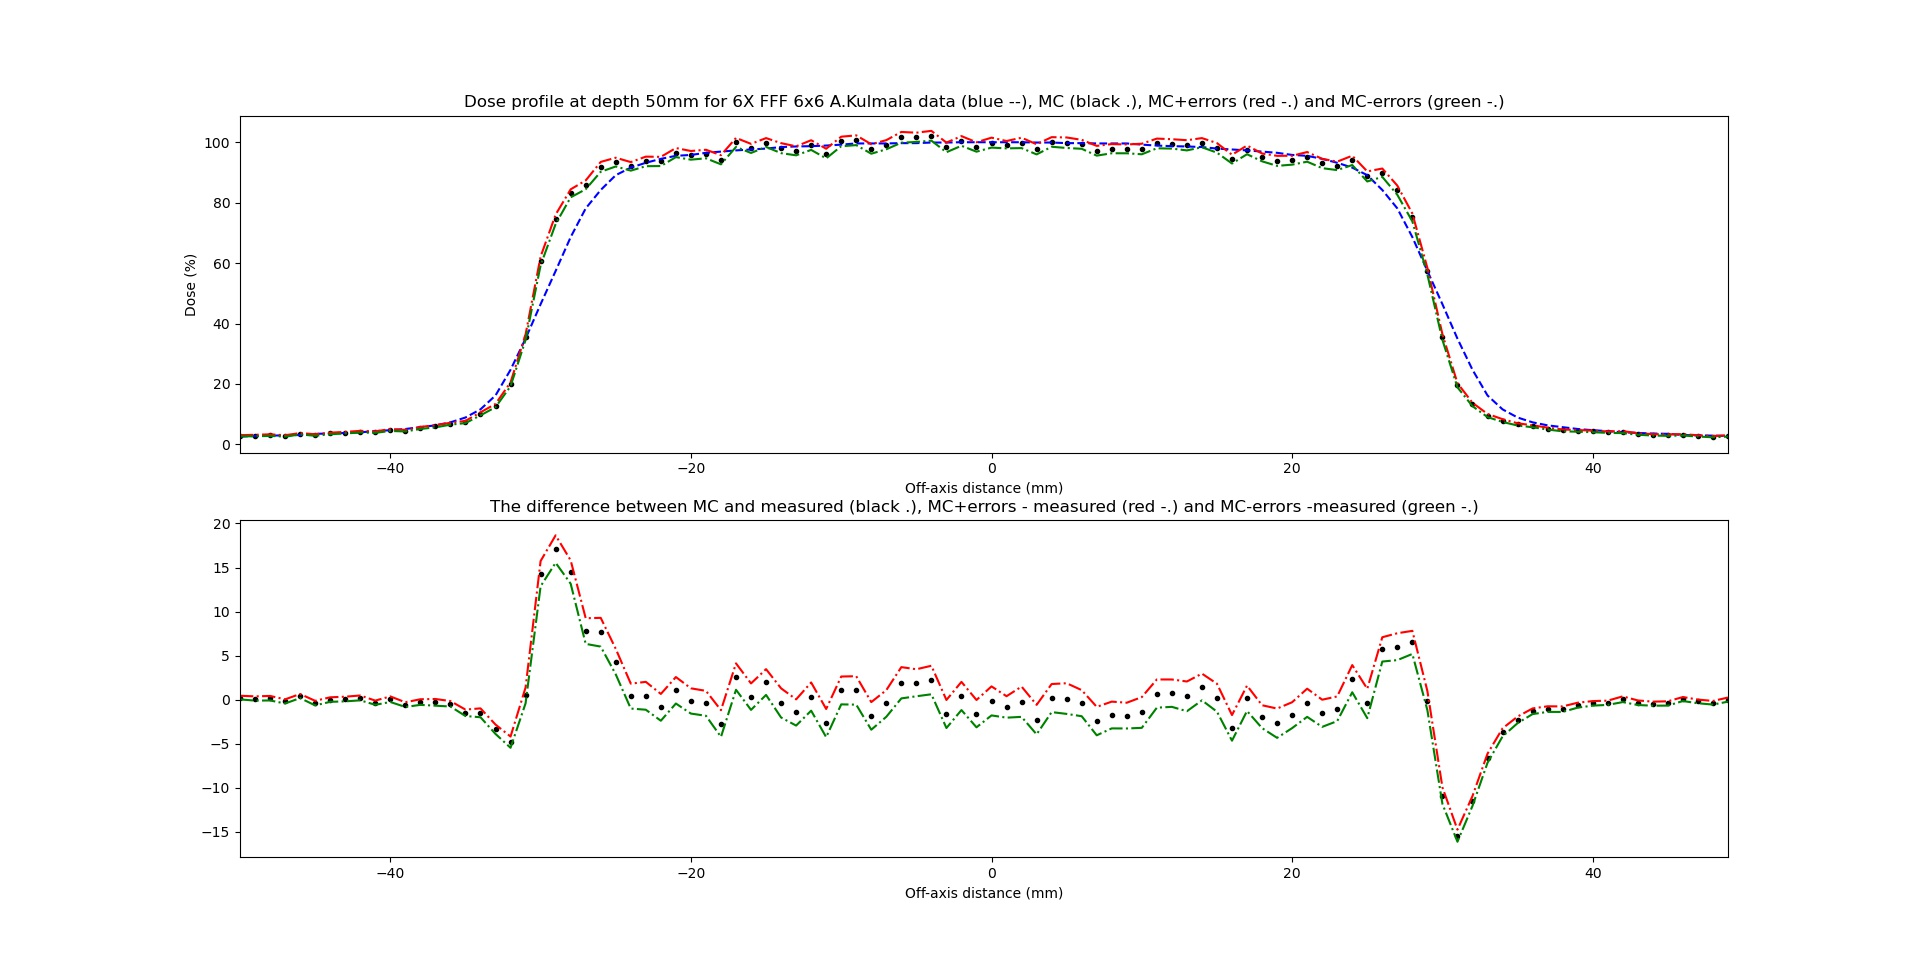 Dose profile at depth 50mm for 6X FFF 6x6 A.Kulmala data (blue --), MC (black .), MC+errors (red -.) and MC-errors (green -.)
100
80
60
40
20
0
Dose (%)
−40 −20 0 20 40
Off-axis distance (mm)
The difference between MC and measured (black .), MC+errors - measured (red -.) and MC-errors -measured (green -.)
20
15
10
5
0
−5
−10
−15
−40 −20 0 20 40
Off-axis distance (mm)